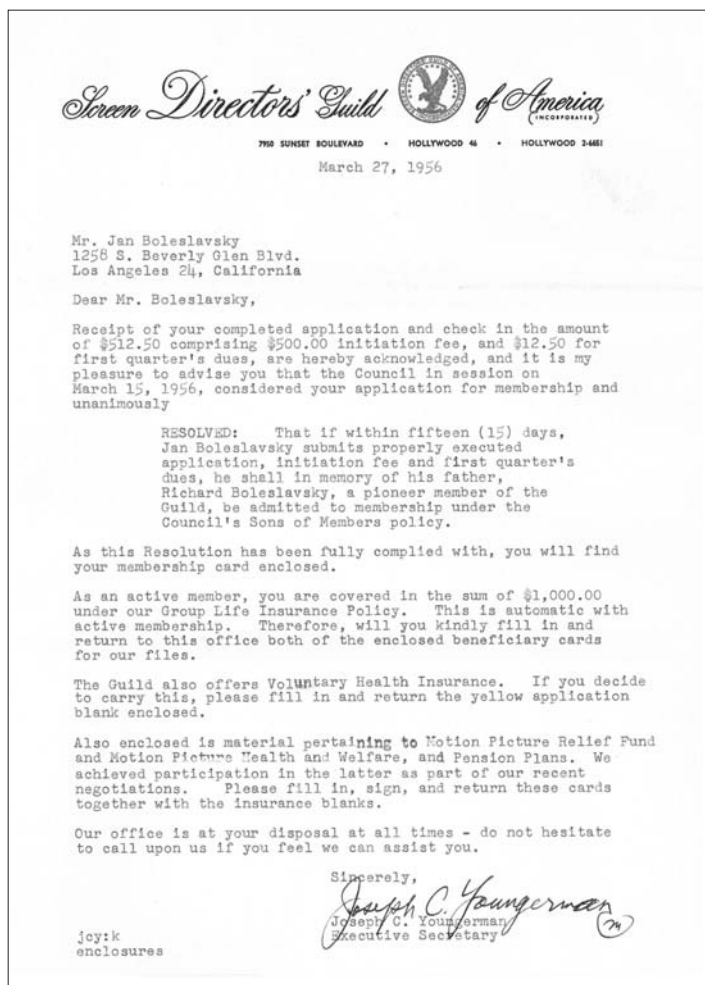 Screen Directors' Guild of America
INCORPORATED
7950 SUNSET BOULEVARD • HOLLYWOOD 46 • HOLLYWOOD 2-6651
March 27, 1956
Mr. Jan Boleslavsky
1258 S. Beverly Glen Blvd.
Los Angeles 24, California
Dear Mr. Boleslavsky,
Receipt of your completed application and check in the amount
of $512.50 comprising $500.00 initiation fee, and $12.50 for
first quarter's dues, are hereby acknowledged, and it is my
pleasure to advise you that the Council in session on
March 15, 1956, considered your application for membership and
unanimously
RESOLVED: That if within fifteen (15) days,
Jan Boleslavsky submits properly executed
application, initiation fee and first quarter's
dues, he shall in memory of his father,
Richard Boleslavsky, a pioneer member of the
Guild, be admitted to membership under the
Council's Sons of Members policy.
As this Resolution has been fully complied with, you will find
your membership card enclosed.
As an active member, you are covered in the sum of $1,000.00
under our Group Life Insurance Policy. This is automatic with
active membership. Therefore, will you kindly fill in and
return to this office both of the enclosed beneficiary cards
for our files.
The Guild also offers Voluntary Health Insurance. If you decide
to carry this, please fill in and return the yellow application
blank enclosed.
Also enclosed is material pertaining to Motion Picture Relief Fund
and Motion Picture Health and Welfare, and Pension Plans. We
achieved participation in the latter as part of our recent
negotiations. Please fill in, sign, and return these cards
together with the insurance blanks.
Our office is at your disposal at all times - do not hesitate
to call upon us if you feel we can assist you.
Sincerely,
Joseph C. Youngerman
Joseph C. Youngerman
Executive Secretary
jcy:k
enclosures